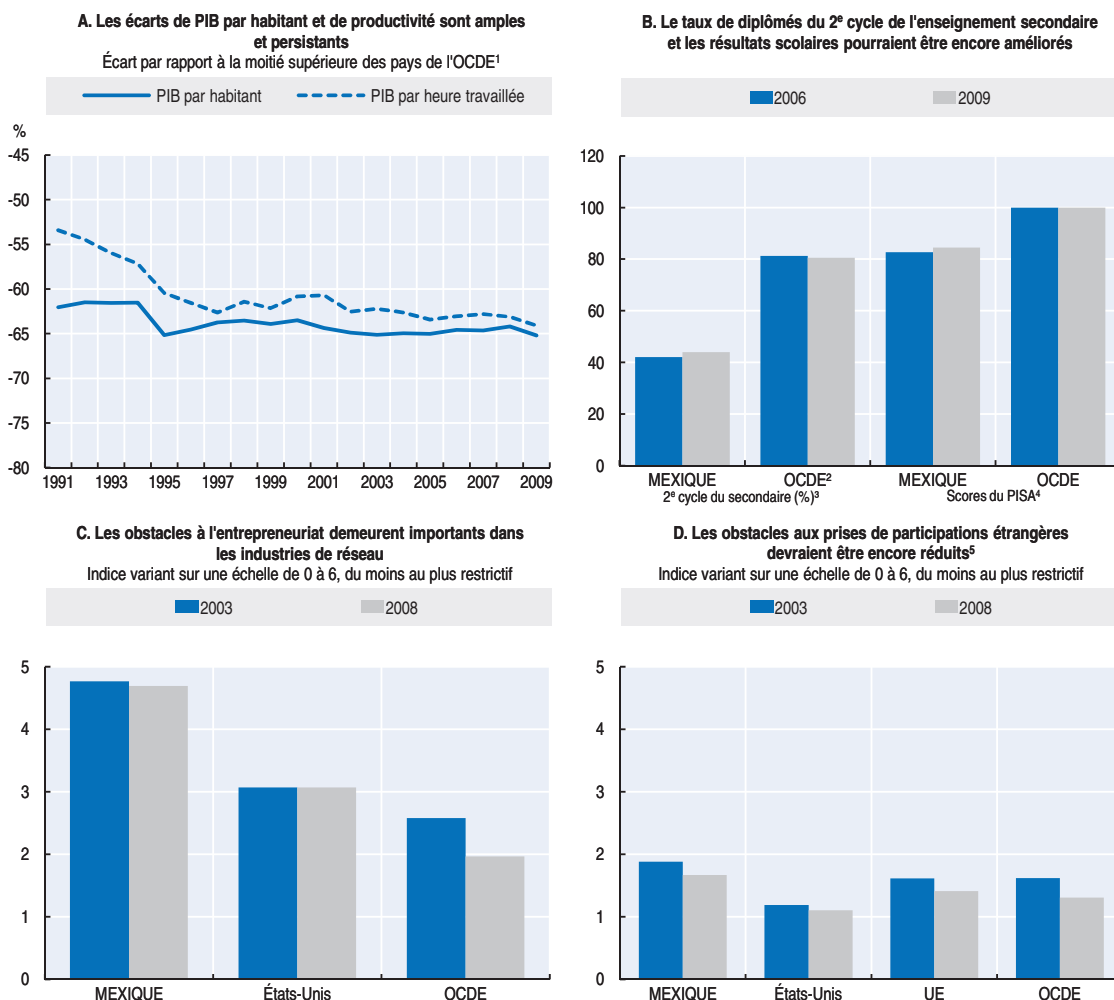 A. Les écarts de PIB par habitant et de productivité sont amples
et persistants
Écart par rapport à la moitié supérieure des pays de l'OCDE¹
PIB par habitant
PIB par heure travaillée
%
-45
-50
-55
-60
-65
-70
-75
-80
1991 1993 1995 1997 1999 2001 2003 2005 2007 2009
B. Le taux de diplômés du 2ᵉ cycle de l'enseignement secondaire
et les résultats scolaires pourraient être encore améliorés
2006
2009
120
100
80
60
40
20
0
MEXIQUE OCDE² MEXIQUE OCDE
2ᵉ cycle du secondaire (%)³ Scores du PISA⁴
C. Les obstacles à l'entrepreneuriat demeurent importants dans
les industries de réseau
Indice variant sur une échelle de 0 à 6, du moins au plus restrictif
2003
2008
5
4
3
2
1
0
MEXIQUE États-Unis OCDE
D. Les obstacles aux prises de participations étrangères
devraient être encore réduits⁵
Indice variant sur une échelle de 0 à 6, du moins au plus restrictif
2003
2008
5
4
3
2
1
0
MEXIQUE États-Unis UE OCDE